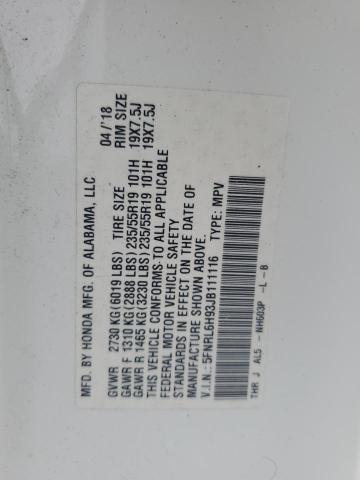 MFD. BY HONDA MFG. OF ALABAMA, LLC 04/'18
GVWR 2730 KG(6019 LBS) TIRE SIZE RIM SIZE
GAWR F 1310 KG(2888 LBS) 235/55R19 101H 19X7.5J
GAWR R 1465 KG(3230 LBS) 235/55R19 101H 19X7.5J
THIS VEHICLE CONFORMS TO ALL APPLICABLE
FEDERAL MOTOR VEHICLE SAFETY
STANDARDS IN EFFECT ON THE DATE OF
MANUFACTURE SHOWN ABOVE.
V.I.N.: 5FNRL6H93JB111116 TYPE: MPV
THR J AL5 - NH603P -L -B